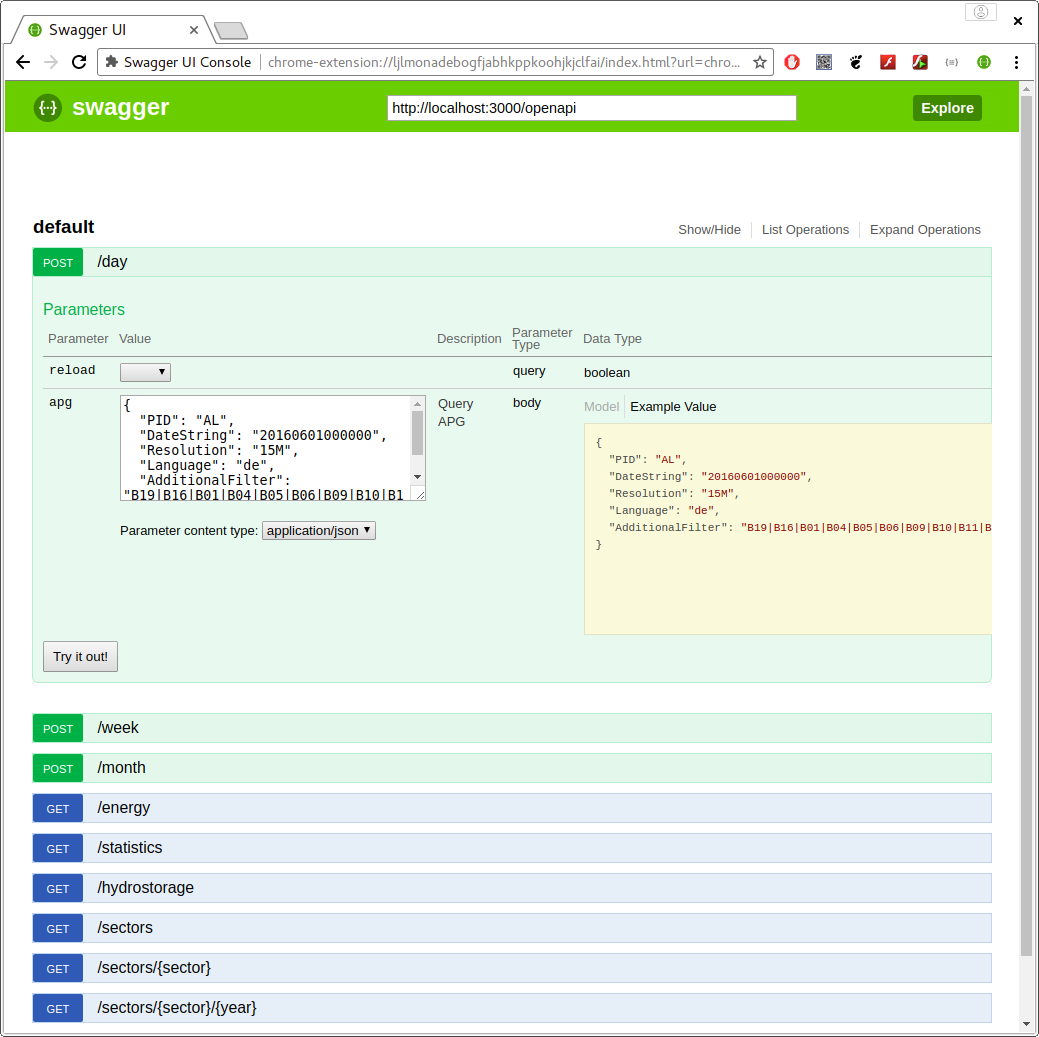 Swagger UI
Swagger UI Console chrome-extension://ljlmonadebogfjabhkppkoohjkjclfai/index.html?url=chro...
{··} swagger http://localhost:3000/openapi Explore
default Show/Hide List Operations Expand Operations
POST /day
Parameters
Parameter Value Description Parameter Type Data Type
reload query boolean
apg
{
"PID": "AL",
"DateString": "20160601000000",
"Resolution": "15M",
"Language": "de",
"AdditionalFilter":
"B19|B16|B01|B04|B05|B06|B09|B10|B1
Parameter content type: application/json
Query
APG
body
Model Example Value
{
"PID": "AL",
"DateString": "20160601000000",
"Resolution": "15M",
"Language": "de",
"AdditionalFilter": "B19|B16|B01|B04|B05|B06|B09|B10|B11|B
}
Try it out!
POST /week
POST /month
GET /energy
GET /statistics
GET /hydrostorage
GET /sectors
GET /sectors/{sector}
GET /sectors/{sector}/{year}